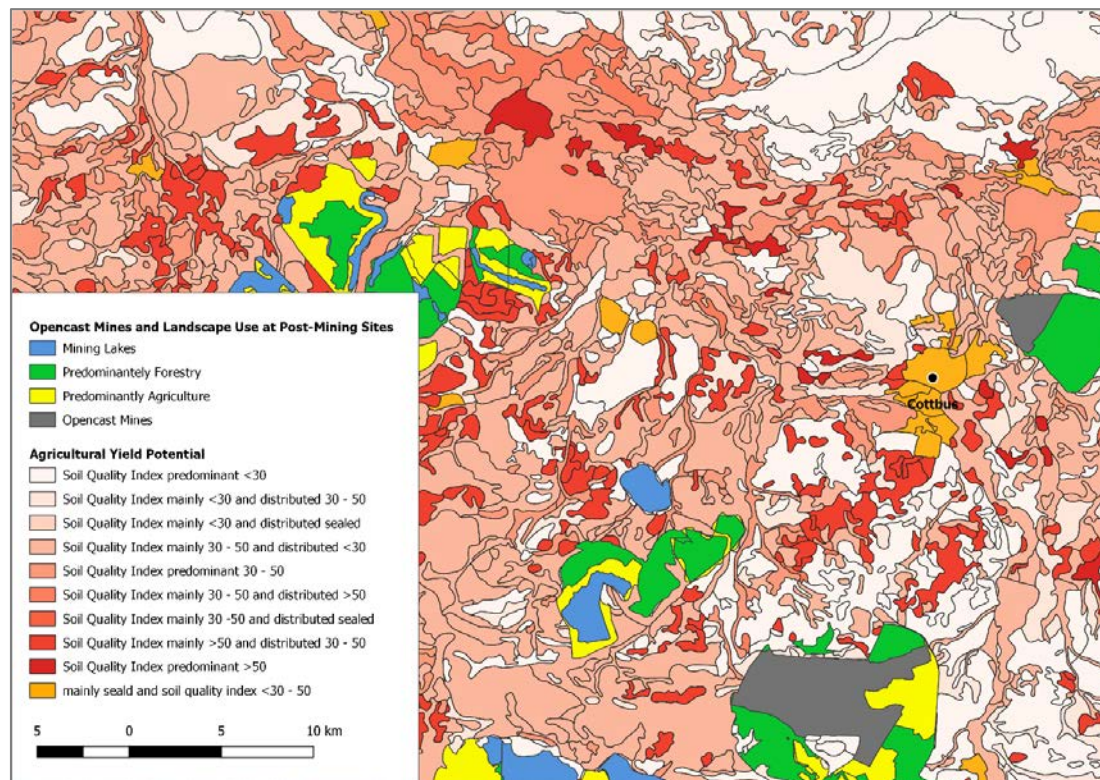 Cottbus
Opencast Mines and Landscape Use at Post-Mining Sites
Mining Lakes
Predominantely Forestry
Predominantly Agriculture
Opencast Mines
Agricultural Yield Potential
Soil Quality Index predominant <30
Soil Quality Index mainly <30 and distributed 30 - 50
Soil Quality Index mainly <30 and distributed sealed
Soil Quality Index mainly 30 - 50 and distributed <30
Soil Quality Index predominant 30 - 50
Soil Quality Index mainly 30 - 50 and distributed >50
Soil Quality Index mainly 30 -50 and distributed sealed
Soil Quality Index mainly >50 and distributed 30 - 50
Soil Quality Index predominant >50
mainly seald and soil quality index <30 - 50
5 0 5 10 km